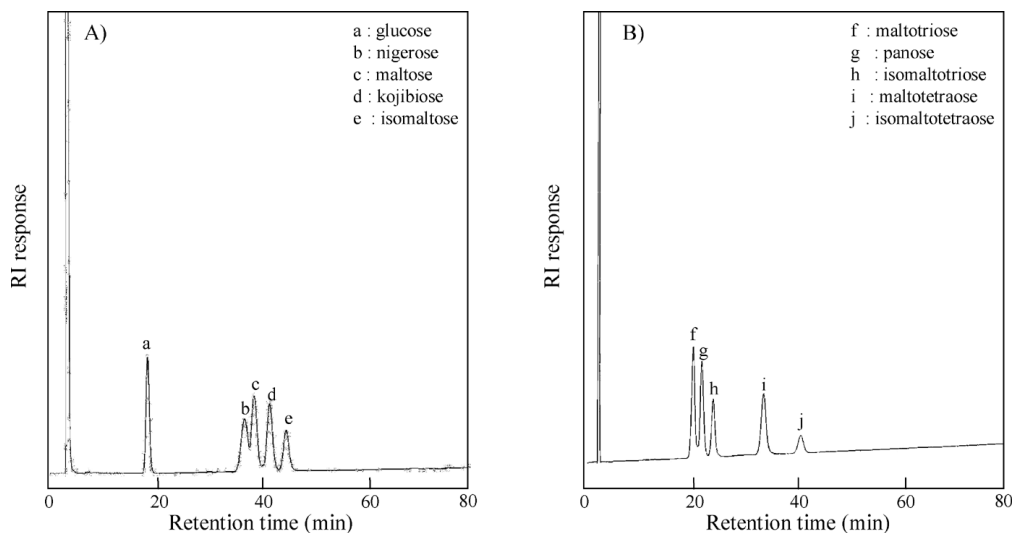 A)
a : glucose
b : nigerose
c : maltose
d : kojibiose
e : isomaltose
a
b
c
d
e
RI response
0
20
40
60
80
Retention time (min)
B)
f : maltotriose
g : panose
h : isomaltotriose
i : maltotetraose
j : isomaltotetraose
f
g
h
i
j
RI response
0
20
40
60
80
Retention time (min)